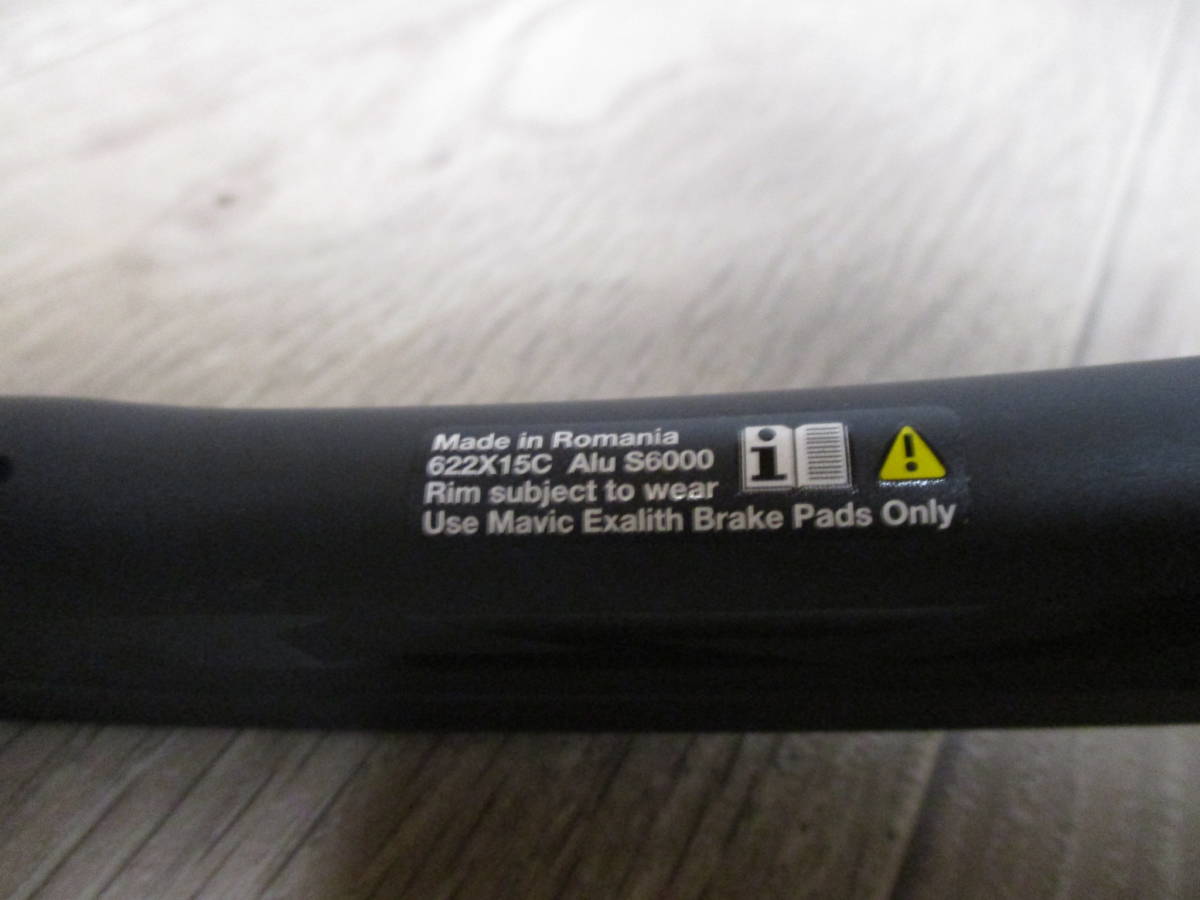 Made in Romania
622X15C Alu S6000
Rim subject to wear
Use Mavic Exalith Brake Pads Only